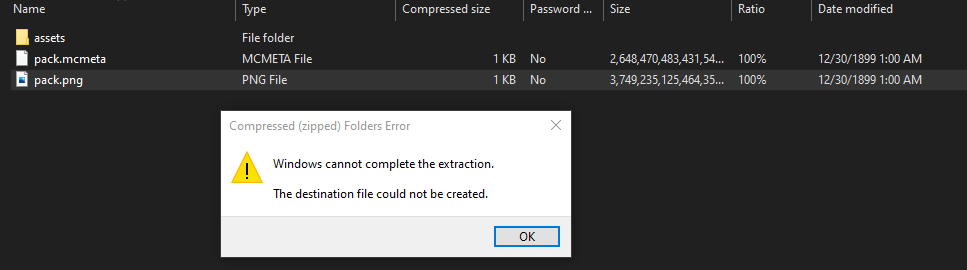 Name Type Compressed size Password ... Size Ratio Date modified
assets File folder
pack.mcmeta MCMETA File 1 KB No 2,648,470,483,431,54... 100% 12/30/1899 1:00 AM
pack.png PNG File 1 KB No 3,749,235,125,464,35... 100% 12/30/1899 1:00 AM
Compressed (zipped) Folders Error
Windows cannot complete the extraction.
The destination file could not be created.
OK